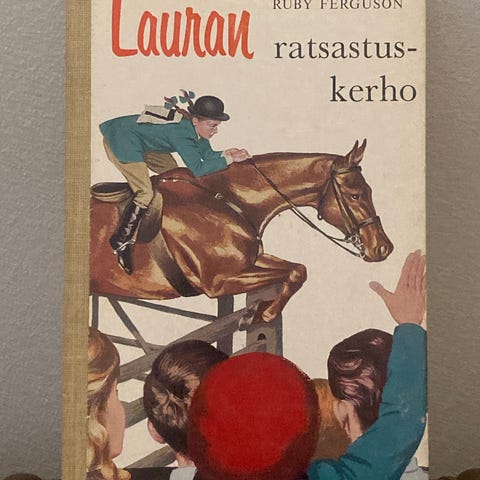 RUBY FERGUSON
Lauran
ratsastus-
kerho